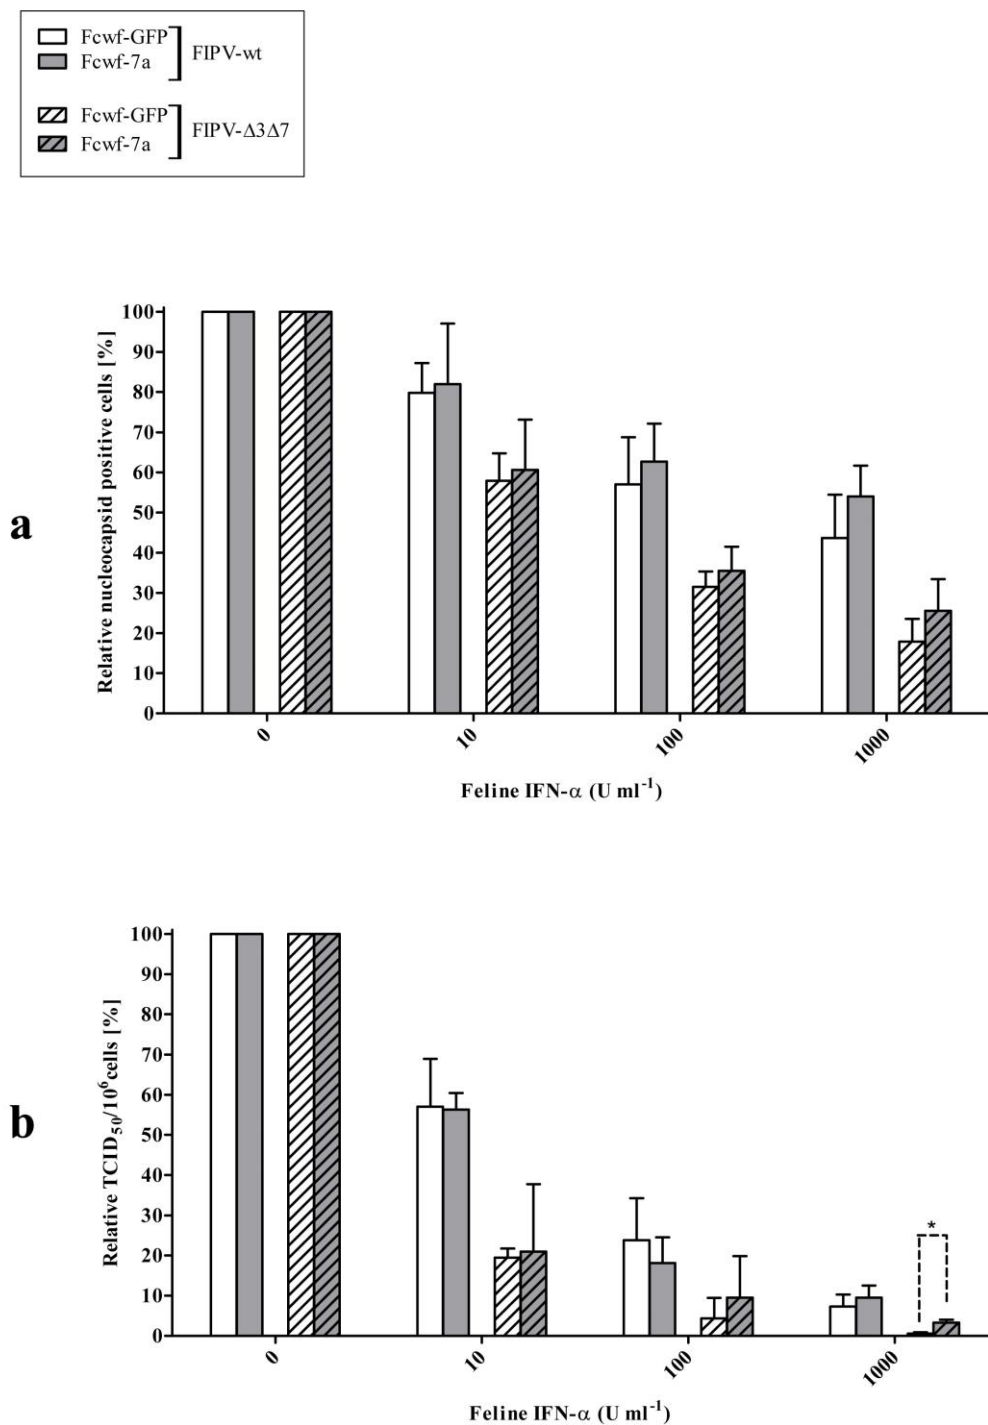 Fcwf-GFP
Fcwf-7a
FIPV-wt
Fcwf-GFP
Fcwf-7a
FIPV-Δ3Δ7
a
Relative nucleocapsid positive cells [%]
100
90
80
70
60
50
40
30
20
10
0
0
10
100
1000
Feline IFN-α (U ml⁻¹)
b
Relative TCID₅₀/10⁶cells [%]
100
90
80
70
60
50
40
30
20
10
0
*
0
10
100
1000
Feline IFN-α (U ml⁻¹)